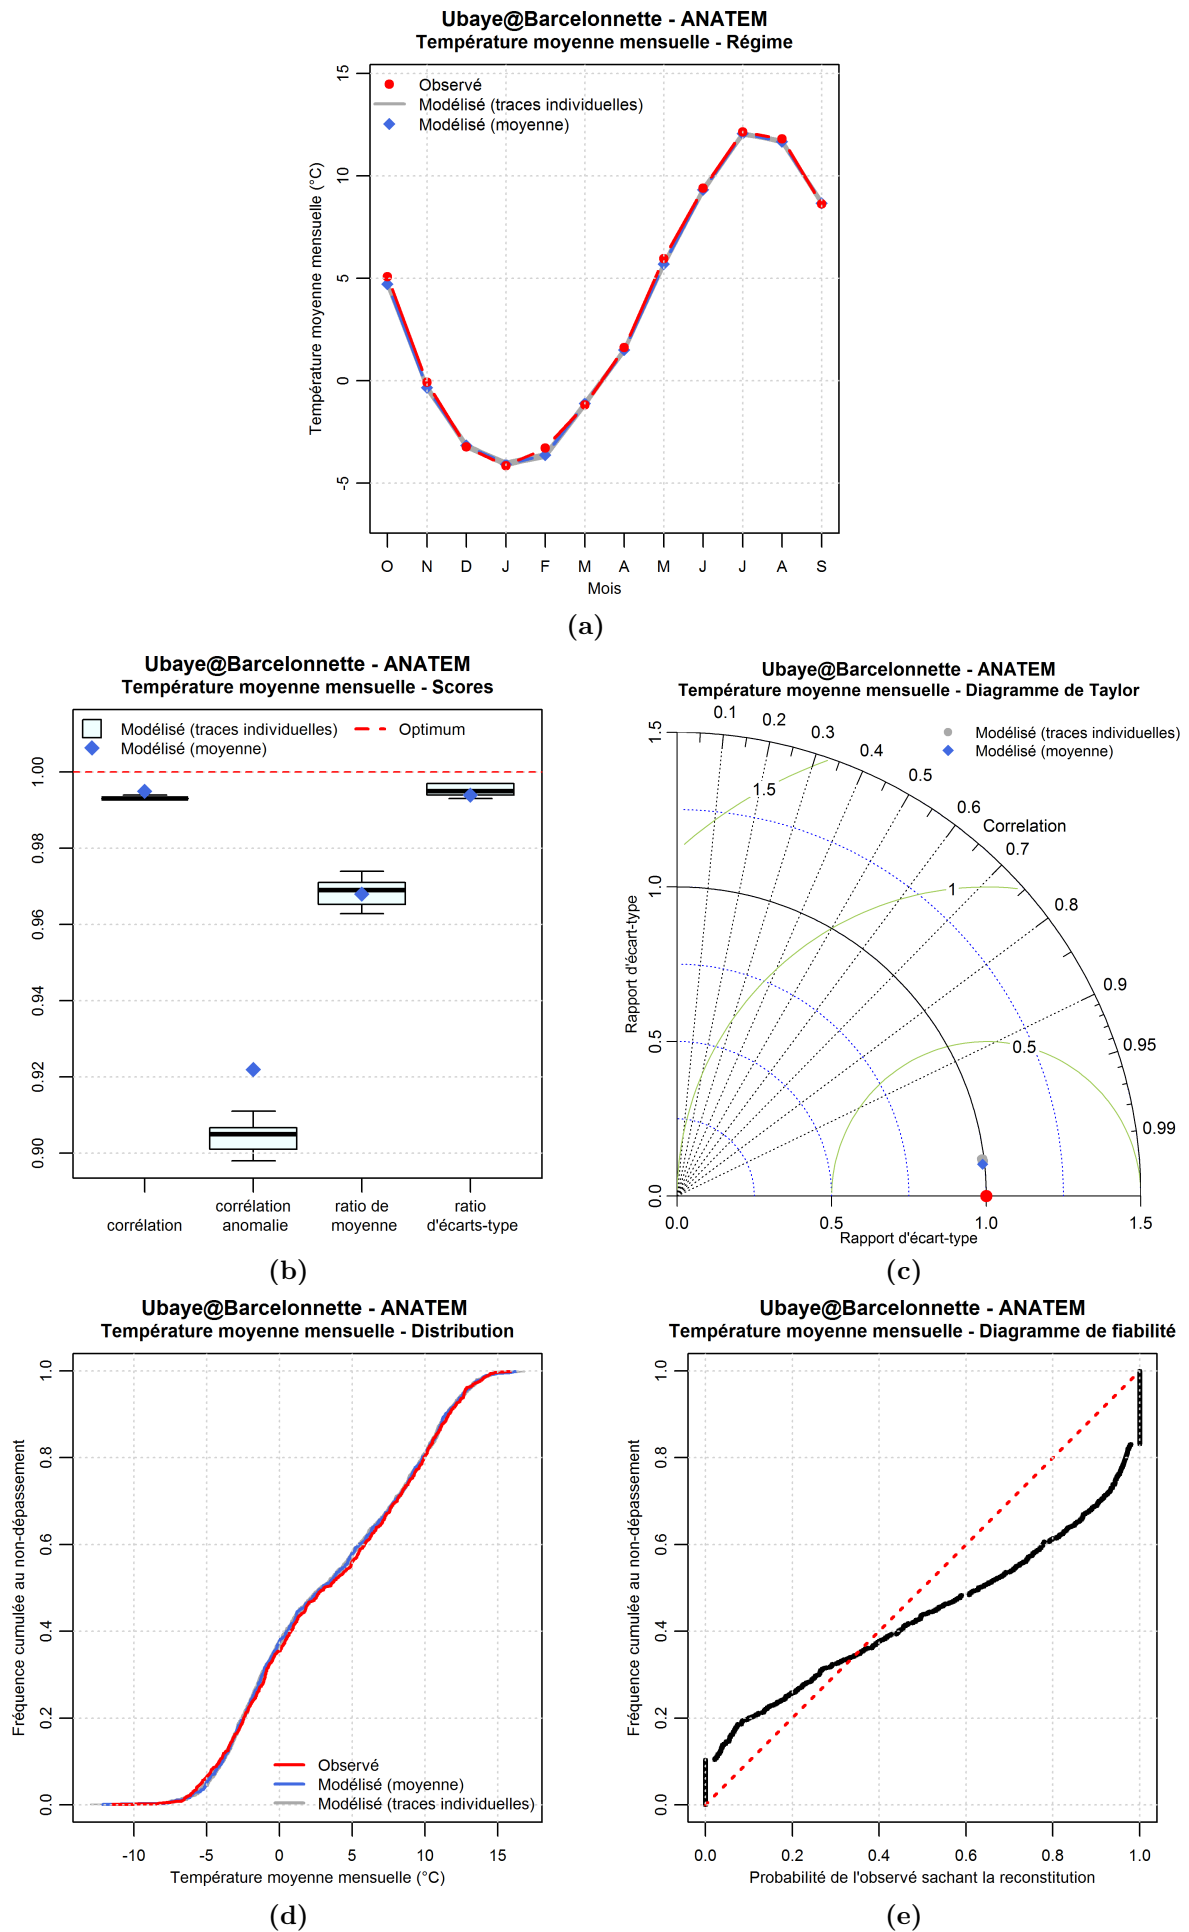 Ubaye@Barcelonnette - ANATEM
Température moyenne mensuelle - Régime
Observé
Modélisé (traces individuelles)
Modélisé (moyenne)
Température moyenne mensuelle (°C)
15
10
5
0
-5
O N D J F M A M J J A S
Mois
(a)
Ubaye@Barcelonnette - ANATEM
Température moyenne mensuelle - Scores
Modélisé (traces individuelles)
Optimum
Modélisé (moyenne)
1.00
0.98
0.96
0.94
0.92
0.90
corrélation
corrélation
anomalie
ratio de
moyenne
ratio
d'écarts-type
(b)
Ubaye@Barcelonnette - ANATEM
Température moyenne mensuelle - Diagramme de Taylor
Modélisé (traces individuelles)
Modélisé (moyenne)
0.1
0.2
0.3
0.4
0.5
0.6
Correlation
0.7
0.8
0.9
0.95
0.99
1.5
1
0.5
Rapport d'écart-type
1.5
1.0
0.5
0.0
0.0 0.5 1.0 1.5
Rapport d'écart-type
(c)
Ubaye@Barcelonnette - ANATEM
Température moyenne mensuelle - Distribution
Fréquence cumulée au non-dépassement
1.0
0.8
0.6
0.4
0.2
0.0
Observé
Modélisé (moyenne)
Modélisé (traces individuelles)
-10 -5 0 5 10 15
Température moyenne mensuelle (°C)
(d)
Ubaye@Barcelonnette - ANATEM
Température moyenne mensuelle - Diagramme de fiabilité
Fréquence cumulée au non-dépassement
1.0
0.8
0.6
0.4
0.2
0.0
0.0 0.2 0.4 0.6 0.8 1.0
Probabilité de l'observé sachant la reconstitution
(e)